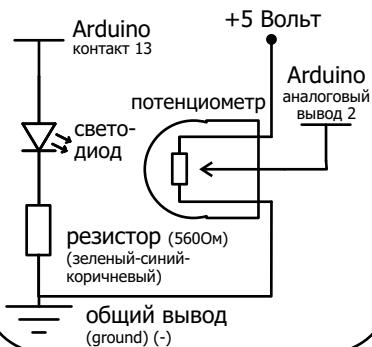 Arduino
контакт 13
+5 Вольт
Arduino
аналоговый
вывод 2
потенциометр
свето-
диод
резистор (560Ом)
(зеленый-синий-
коричневый)
общий вывод
(ground) (-)